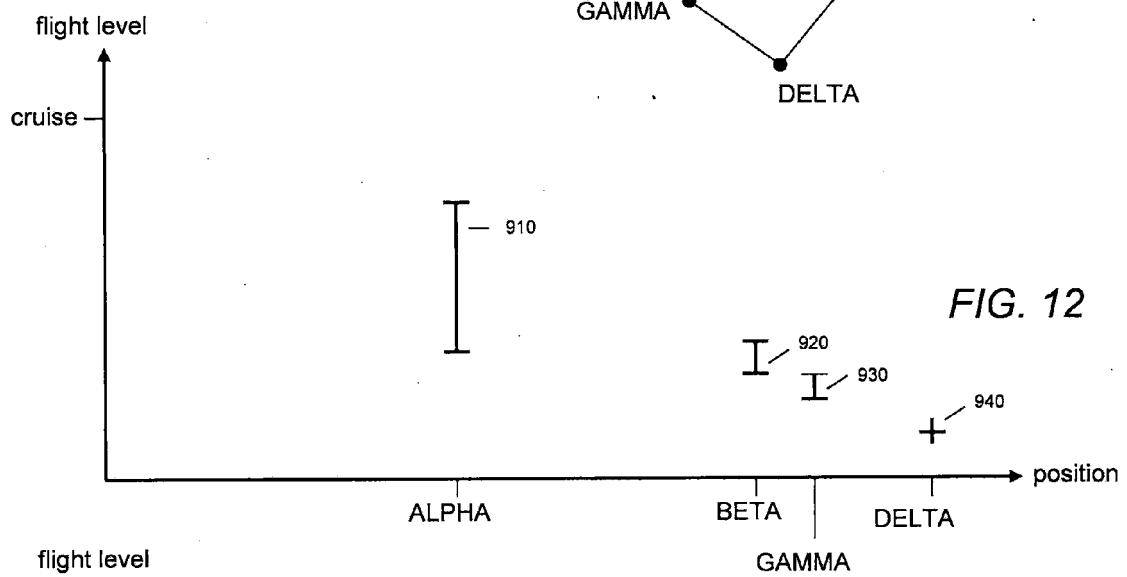 GAMMA
flight level
DELTA
cruise
910
FIG. 12
920
930
940
position
ALPHA
BETA
DELTA
GAMMA
flight level